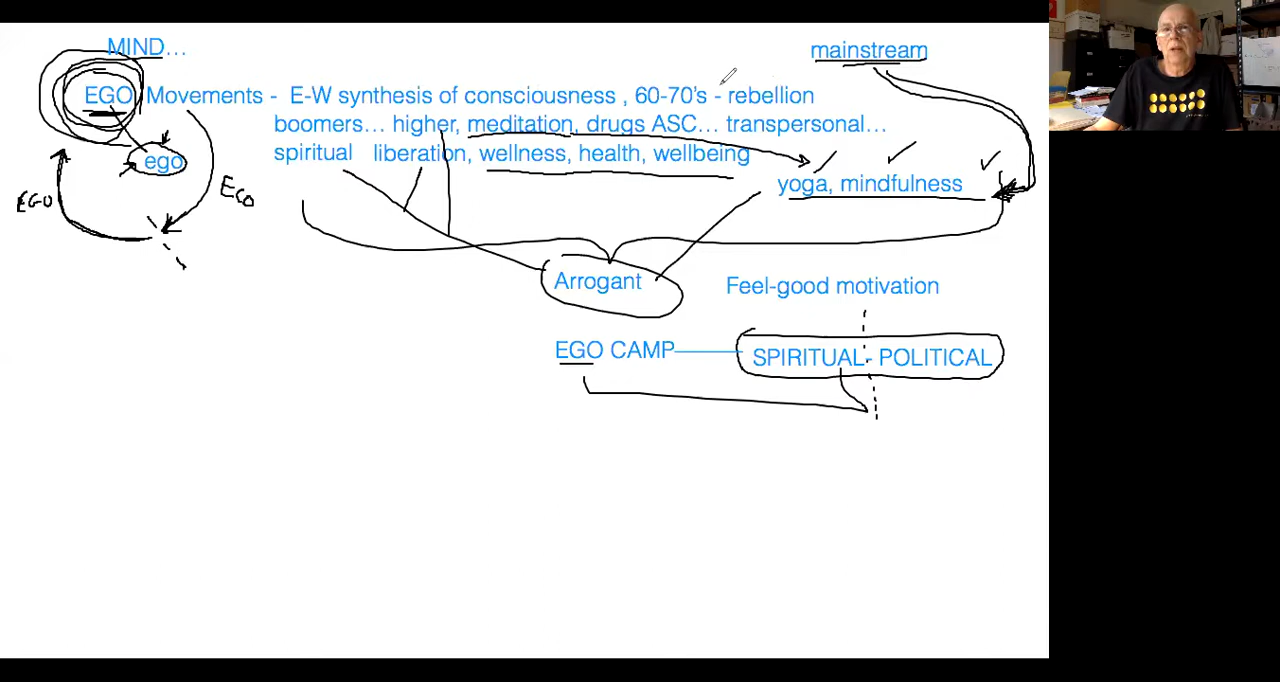 MIND...
mainstream
EGO Movements - E-W synthesis of consciousness , 60-70's - rebellion
boomers... higher, meditation, drugs ASC... transpersonal...
spiritual liberation, wellness, health, wellbeing
ego
yoga, mindfulness
EGO
EGO
Arrogant
Feel-good motivation
EGO CAMP
SPIRITUAL - POLITICAL